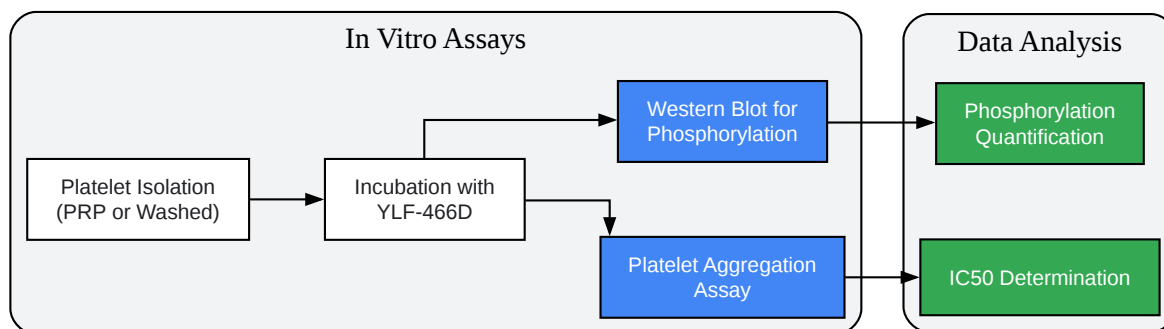 In Vitro Assays
Data Analysis
Western Blot for
Phosphorylation
Phosphorylation
Quantification
Platelet Isolation
(PRP or Washed)
Incubation with
YLF-466D
Platelet Aggregation
Assay
IC50 Determination